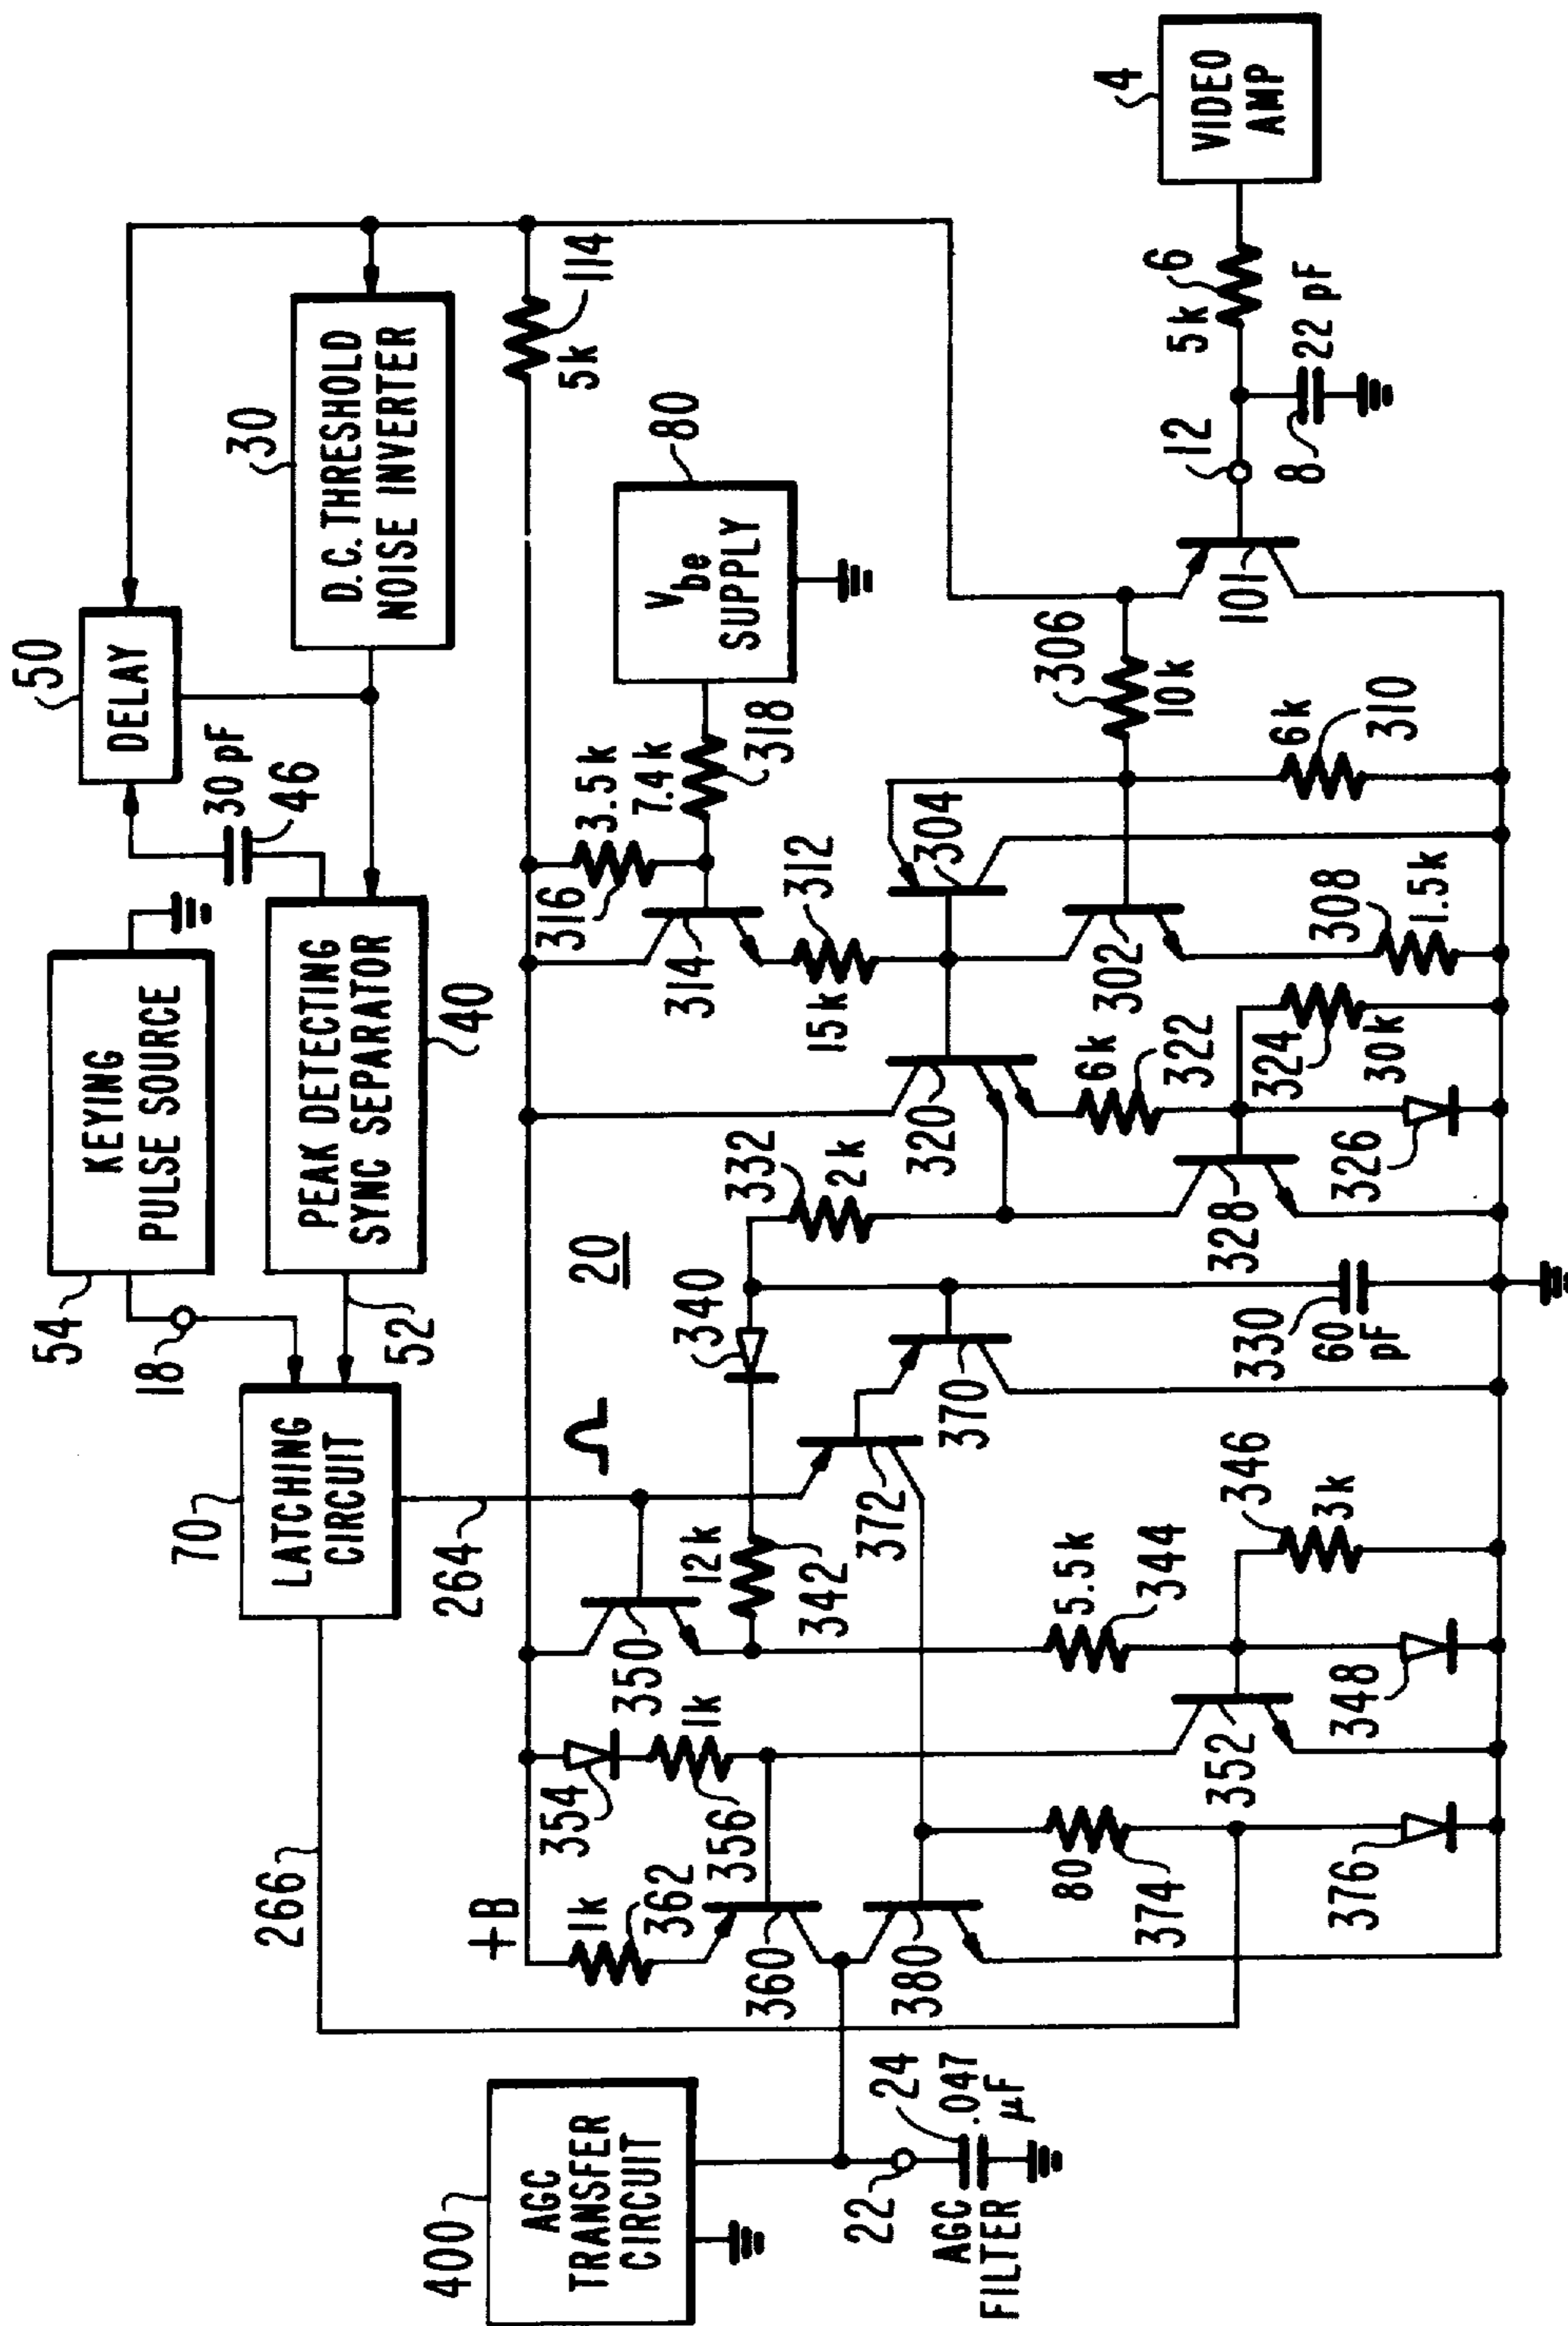 50
DELAY
30 pF
46
30
D.C. THRESHOLD
NOISE INVERTER
54
KEYING
PULSE SOURCE
18
52
PEAK DETECTING
SYNC SEPARATOR
40
70
LATCHING
CIRCUIT
264
266
114
5k
80
Vbe
SUPPLY
318
7.4k
3.5k
316
314
312
15k
304
302
308
1.5k
306
10k
310
6k
101
12
8
22 pF
6
5k
4
VIDEO
AMP
20
332
2k
320
6k
322
324
30k
326
328
330
60
pF
340
342
12k
350
370
372
344
5.5k
346
3k
348
352
354
1k
356
+B
1k
362
360
380
80
374
376
400
AGC
TRANSFER
CIRCUIT
22
24
.047
µF
AGC
FILTER